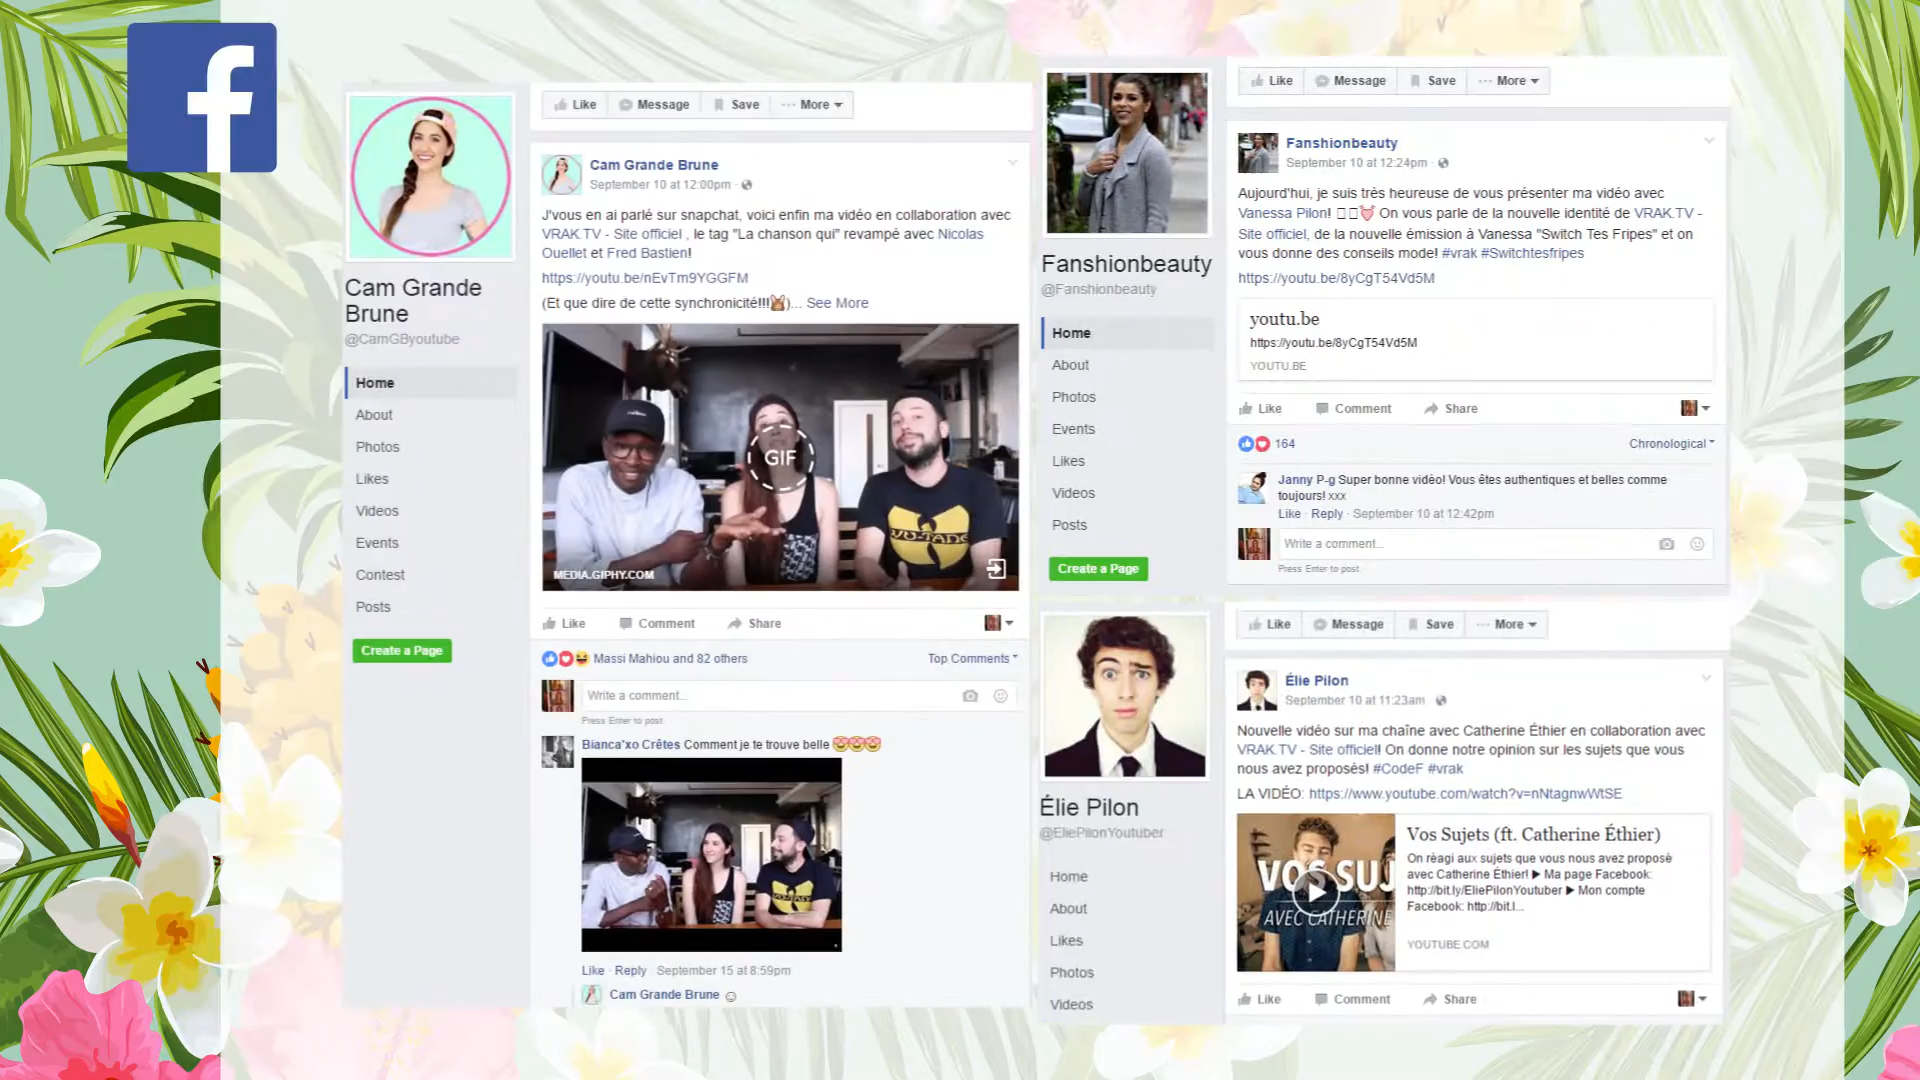 f
Cam Grande
Brune
@CamGByoutube
Home
About
Photos
Likes
Videos
Events
Contest
Posts
Create a Page
Like Message Save ··· More
Cam Grande Brune
September 10 at 12:00pm ·
J'vous en ai parlé sur snapchat, voici enfin ma vidéo en collaboration avec
VRAK.TV - Site officiel , le tag "La chanson qui" revampé avec Nicolas
Ouellet et Fred Bastien!
https://youtu.be/nEvTm9YGGFM
(Et que dire de cette synchronicité!!!🐰)... See More
GIF
WU-TANG
MEDIA.GIPHY.COM
Like Comment Share
Massi Mahiou and 82 others Top Comments
Write a comment...
Press Enter to post.
Bianca'xo Crêtes Comment je te trouve belle 😍😍😍
Like · Reply · September 15 at 8:59pm
Cam Grande Brune ☺
Fanshionbeauty
@Fanshionbeauty
Home
About
Photos
Events
Likes
Videos
Posts
Create a Page
Like Message Save ··· More
Fanshionbeauty
September 10 at 12:24pm ·
Aujourd'hui, je suis très heureuse de vous présenter ma vidéo avec
Vanessa Pilon! 💓 On vous parle de la nouvelle identité de VRAK.TV -
Site officiel, de la nouvelle émission à Vanessa "Switch Tes Fripes" et on
vous donne des conseils mode! #vrak #Switchtesfripes
https://youtu.be/8yCgT54Vd5M
youtu.be
https://youtu.be/8yCgT54Vd5M
YOUTU.BE
Like Comment Share
164 Chronological
Janny P-g Super bonne vidéo! Vous êtes authentiques et belles comme
toujours! xxx
Like · Reply · September 10 at 12:42pm
Write a comment...
Press Enter to post.
Élie Pilon
@EliePilonYoutuber
Home
About
Likes
Photos
Videos
Like Message Save ··· More
Élie Pilon
September 10 at 11:23am ·
Nouvelle vidéo sur ma chaîne avec Catherine Éthier en collaboration avec
VRAK.TV - Site officiel! On donne notre opinion sur les sujets que vous
nous avez proposés! #CodeF #vrak
LA VIDÉO: https://www.youtube.com/watch?v=nNtagnwWtSE
VOS SUJ
AVEC CATHERINE
Vos Sujets (ft. Catherine Éthier)
On réagi aux sujets que vous nous avez proposé
avec Catherine Éthier! ► Ma page Facebook:
http://bit.ly/EliePilonYoutuber ► Mon compte
Facebook: http://bit.l...
YOUTUBE.COM
Like Comment Share